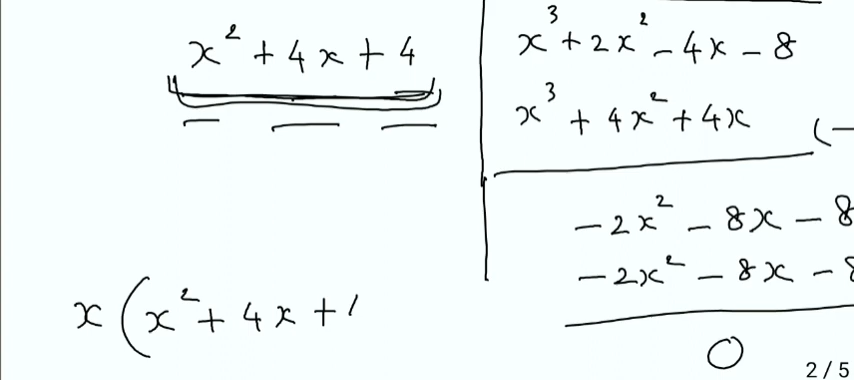 x² + 4x + 4
x³ + 2x² - 4x - 8
x³ + 4x² + 4x (-
-2x² - 8x - 8
-2x² - 8x - 8
0
x(x² + 4x +
2/5